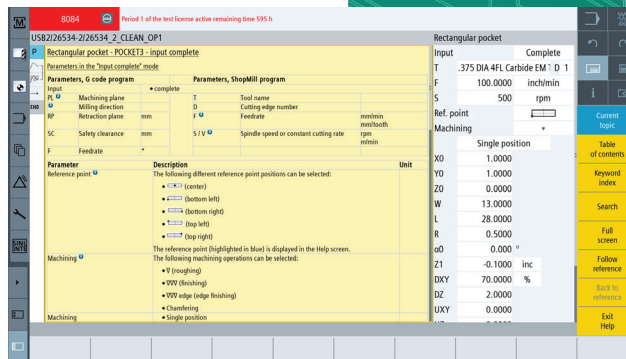 8084 Period 1 of the test license active remaining time 595 h
USB2/26534-2/26534_2_CLEAN_OP1
Rectangular pocket
P Rectangular pocket - POCKET3 - input complete
Parameters in the "Input complete" mode
Parameters, G code program Parameters, ShopMill program
Input • complete
PL Machining plane T Tool name
Milling direction D Cutting edge number
RP Retraction plane mm F Feedrate mm/min
mm/tooth
SC Safety clearance mm S / V Spindle speed or constant cutting rate rpm
m/min
F Feedrate *
Parameter Description Unit
Reference point The following different reference point positions can be selected:
• (center)
• (bottom left)
• (bottom right)
• (top left)
• (top right)
The reference point (highlighted in blue) is displayed in the Help screen.
Machining The following machining operations can be selected:
• ∇ (roughing)
• ∇∇∇ (finishing)
• ∇∇∇ edge (edge finishing)
• Chamfering
Machining • Single position
END
Input Complete
T .375 DIA 4FL Carbide EM D 1
F 100.0000 inch/min
S 500 rpm
Ref. point
Machining ▾
Single position
X0 1.0000
Y0 1.0000
Z0 0.0000
W 13.0000
L 28.0000
R 0.5000
α0 0.000 °
Z1 -0.1000 inc
DXY 70.0000 %
DZ 2.0000
UXY 0.0000
Current
topic
Table
of contents
Keyword
index
Search
Full
screen
Follow
reference
Back to
reference
Exit
Help
M
SINU